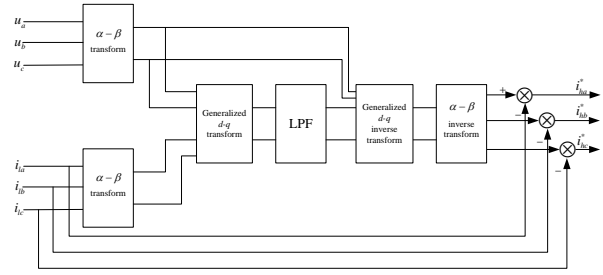 u_a
u_b
u_c
α − β
transform
i_la
i_lb
i_lc
α − β
transform
Generalized
d-q
transform
LPF
Generalized
d-q
inverse
transform
α − β
inverse
transform
+
−
−
−
i*_ha
i*_hb
i*_hc